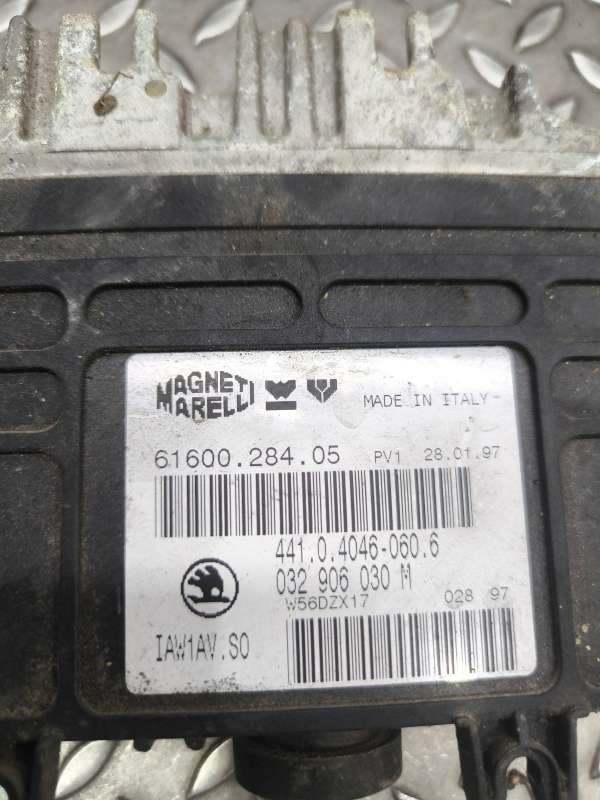 MAGNETI MARELLI
MADE IN ITALY
61600.284.05 PV1 28.01.97
441.0.4046-060.6
032 906 030 M
W56DZX17 028 97
IAW1AV.S0